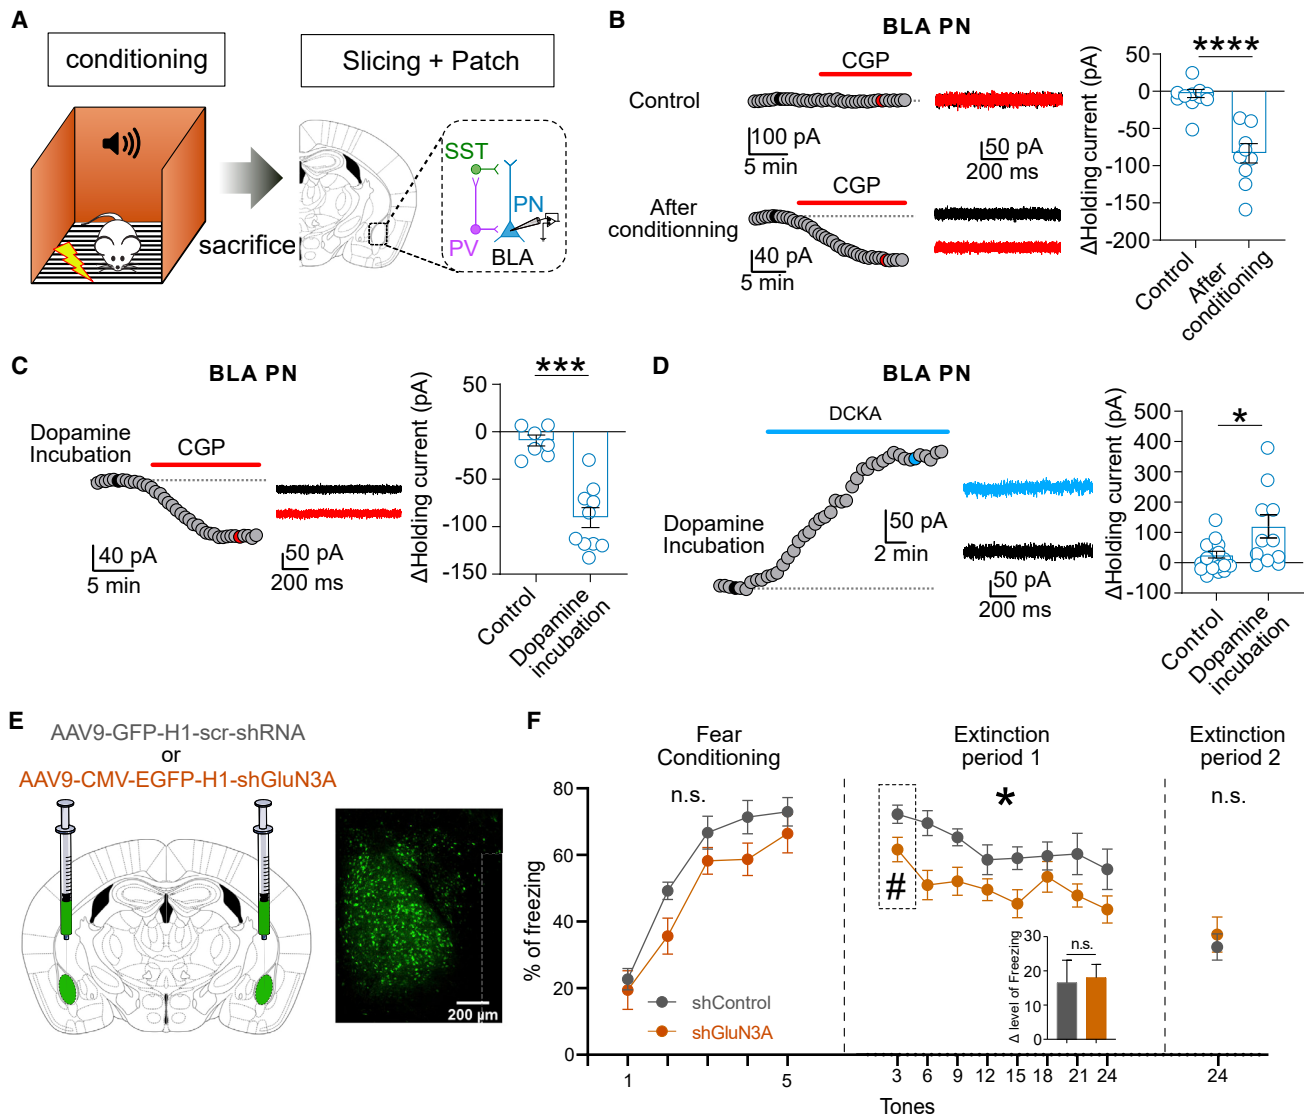 A
conditioning
Slicing + Patch
sacrifice
SST
PN
PV
BLA
B
BLA PN
CGP
Control
100 pA
5 min
50 pA
200 ms
CGP
After
conditionning
40 pA
5 min
ΔHolding current (pA)
50
0
-50
-100
-150
-200
****
Control
After
conditioning
C
BLA PN
Dopamine
Incubation
CGP
40 pA
5 min
50 pA
200 ms
ΔHolding current (pA)
50
0
-50
-100
-150
***
Control
Dopamine
incubation
D
BLA PN
DCKA
Dopamine
Incubation
50 pA
2 min
50 pA
200 ms
ΔHolding current (pA)
500
400
300
200
100
0
-100
*
Control
Dopamine
incubation
E
AAV9-GFP-H1-scr-shRNA
or
AAV9-CMV-EGFP-H1-shGluN3A
200 µm
F
Fear
Conditioning
Extinction
period 1
Extinction
period 2
n.s.
*
n.s.
#
% of freezing
80
60
40
20
0
shControl
shGluN3A
Δ level of Freezing
30
20
10
0
n.s.
1
5
3
6
9
12
15
18
21
24
24
Tones